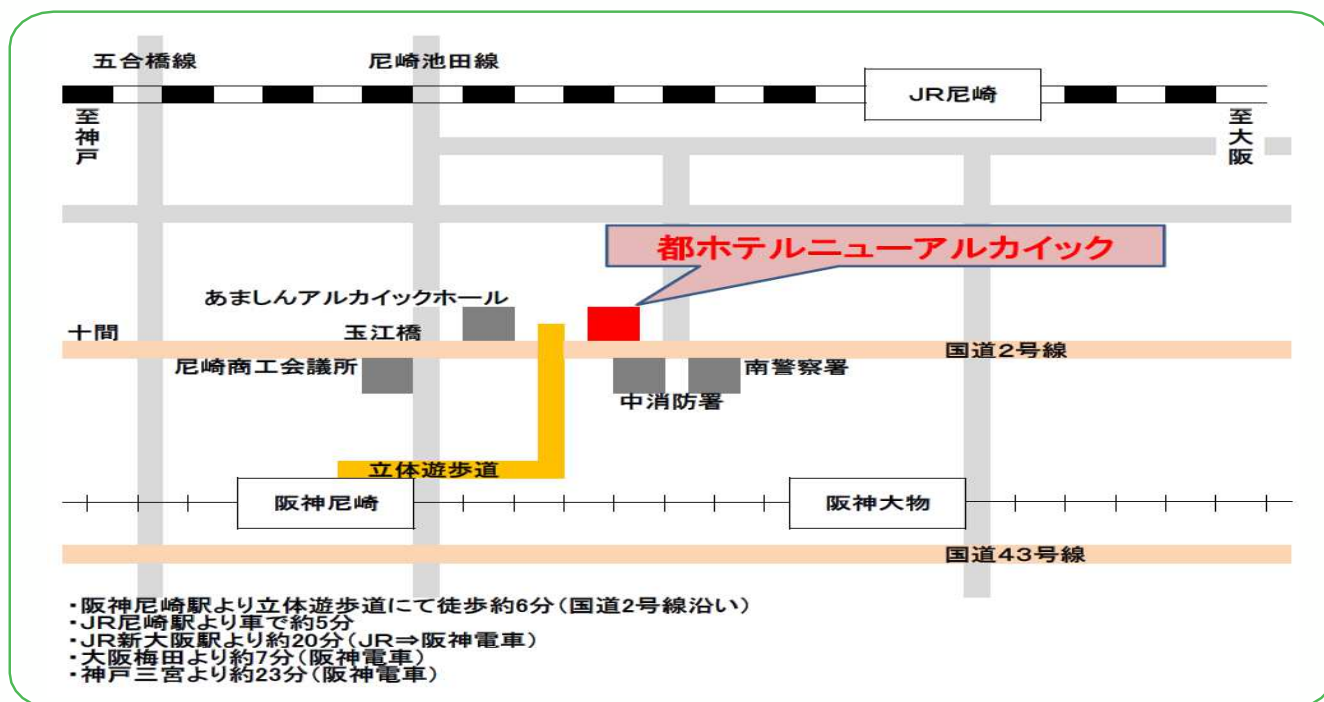 五合橋線
尼崎池田線
JR尼崎
至神戸
至大阪
都ホテルニューアルカイック
あましんアルカイックホール
十間
玉江橋
国道2号線
尼崎商工会議所
南警察署
中消防署
立体遊歩道
阪神尼崎
阪神大物
国道43号線
・阪神尼崎駅より立体遊歩道にて徒歩約6分(国道2号線沿い)
・JR尼崎駅より車で約5分
・JR新大阪駅より約20分(JR⇒阪神電車)
・大阪梅田より約7分(阪神電車)
・神戸三宮より約23分(阪神電車)